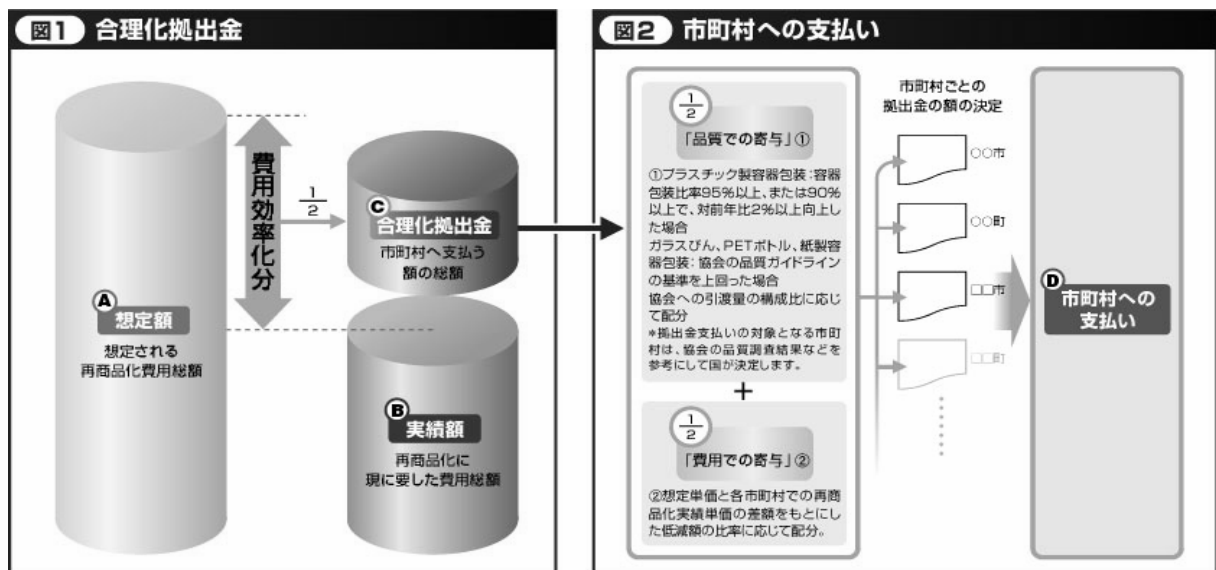 図1 合理化拠出金
費用効率化分
1/2
A
想定額
想定される
再商品化費用総額
C
合理化拠出金
市町村へ支払う
額の総額
B
実績額
再商品化に
現に要した費用総額
図2 市町村への支払い
1/2
「品質での寄与」①
①プラスチック製容器包装:容器
包装比率95%以上、または90%
以上で、対前年比2%以上向上し
た場合
ガラスびん、PETボトル、紙製容
器包装:協会の品質ガイドライン
の基準を上回った場合
協会への引渡量の構成比に応じ
て配分
*拠出金支払いの対象となる市町
村は、協会の品質調査結果などを
参考にして国が決定します。
+
1/2
「費用での寄与」②
②想定単価と各市町村での再商
品化実績単価の差額をもとにし
た低減額の比率に応じて配分。
市町村ごとの
拠出金の額の決定
○○市
○○町
□□市
□□町
D
市町村への
支払い